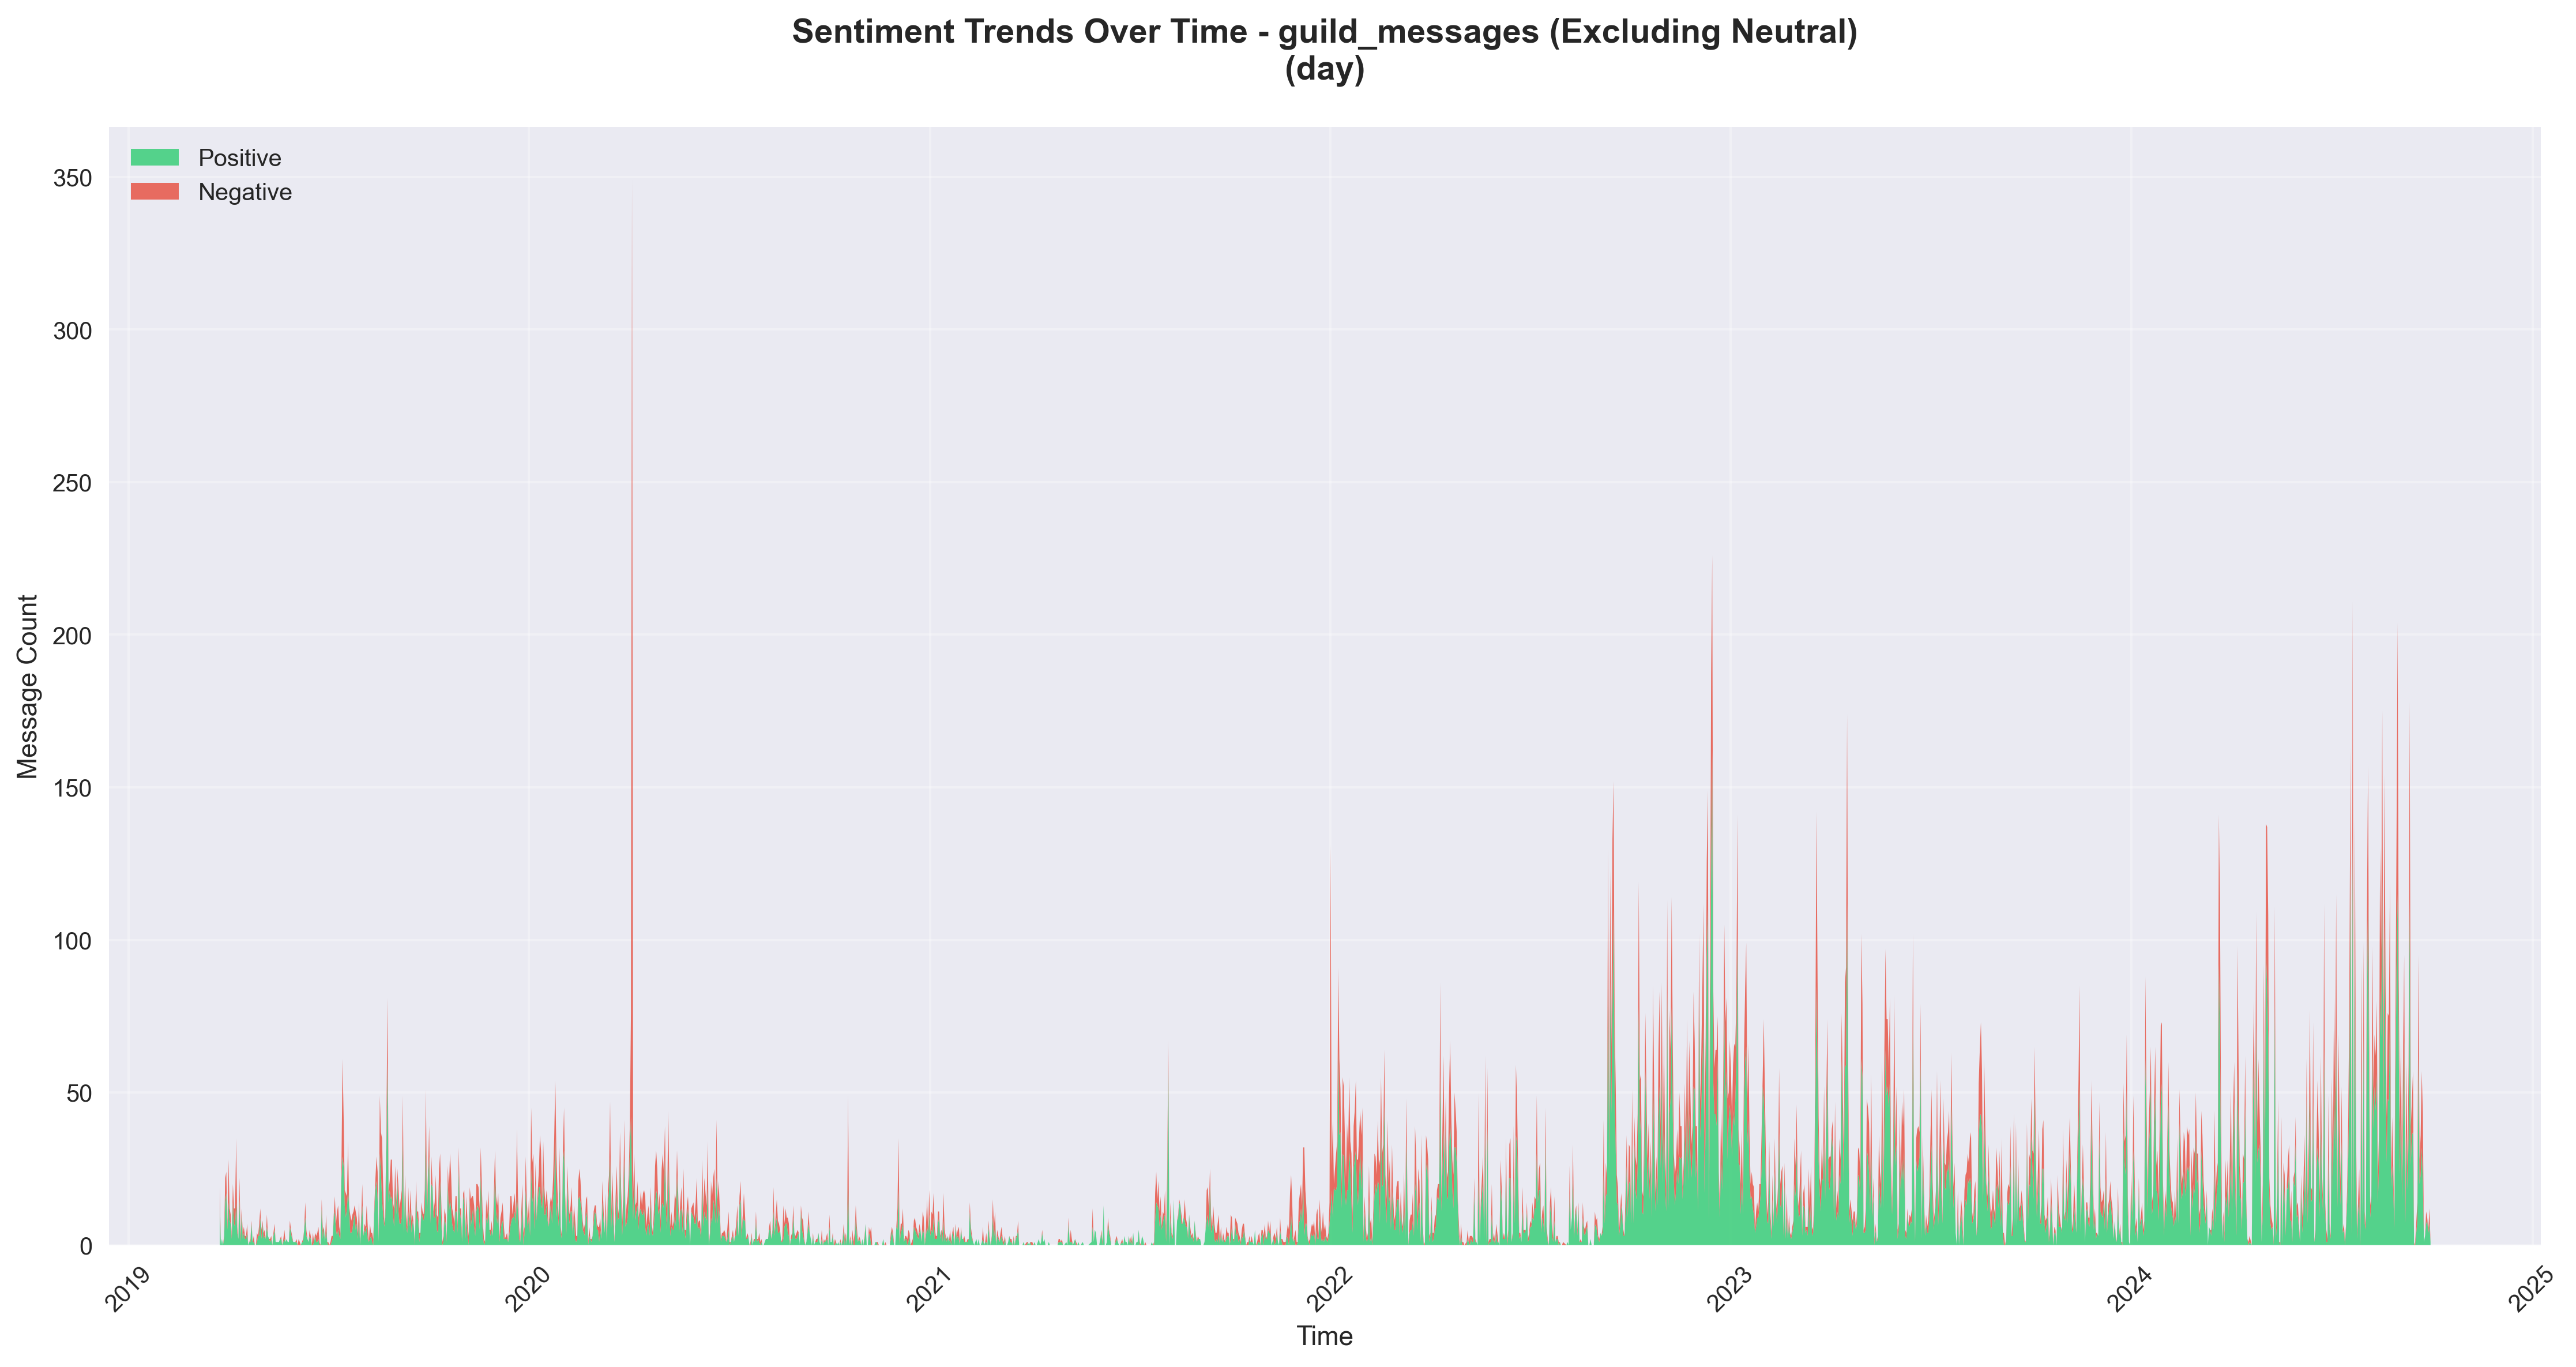 Sentiment Trends Over Time - guild_messages (Excluding Neutral)
(day)
Positive
Negative
350
300
250
200
150
100
50
0
Message Count
2019
2020
2021
2022
2023
2024
2025
Time